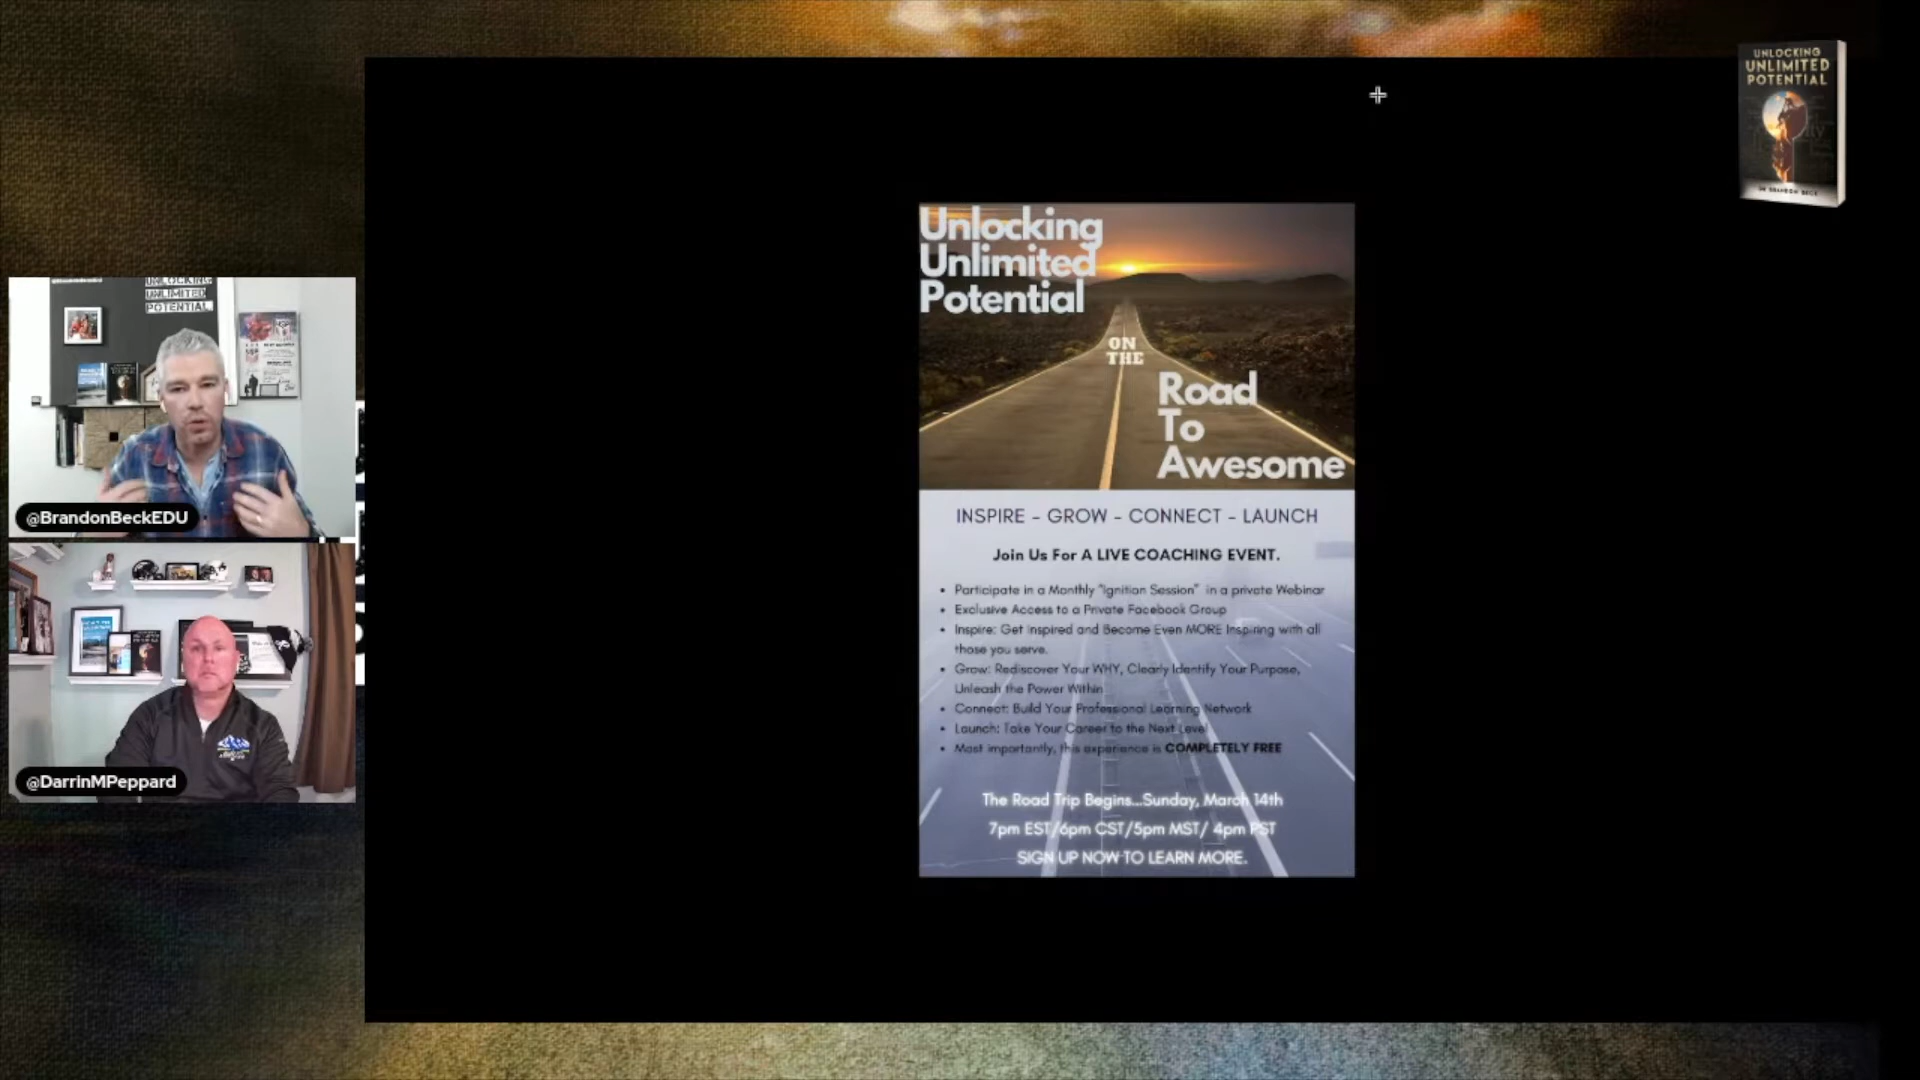 UNLOCKING
UNLIMITED
POTENTIAL
DR BRANDON BECK
UNLOCKING
UNLIMITED
POTENTIAL
@BrandonBeckEDU
@DarrinMPeppard
Unlocking
Unlimited
Potential
ON
THE
Road
To
Awesome
INSPIRE - GROW - CONNECT - LAUNCH
Join Us For A LIVE COACHING EVENT.
• Participate in a Monthly "Ignition Session" in a private Webinar
• Exclusive Access to a Private Facebook Group
• Inspire: Get Inspired and Become Even MORE Inspiring with all
those you serve.
• Grow: Rediscover Your WHY, Clearly Identify Your Purpose,
Unleash the Power Within
• Connect: Build Your Professional Learning Network
• Launch: Take Your Career to the Next Level
• Most importantly, this experience is COMPLETELY FREE
The Road Trip Begins...Sunday, March 14th
7pm EST/6pm CST/5pm MST/ 4pm PST
SIGN UP NOW TO LEARN MORE.